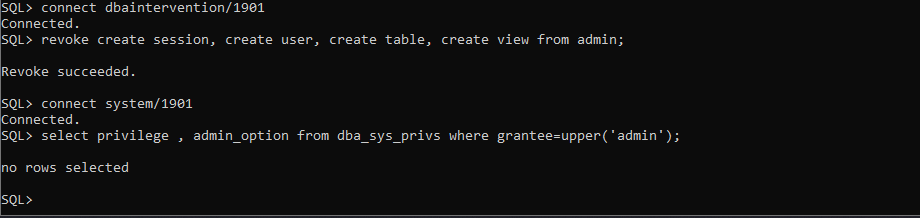 SQL> connect dbaintervention/1901
Connected.
SQL> revoke create session, create user, create table, create view from admin;
Revoke succeeded.
SQL> connect system/1901
Connected.
SQL> select privilege , admin_option from dba_sys_privs where grantee=upper('admin');
no rows selected
SQL>